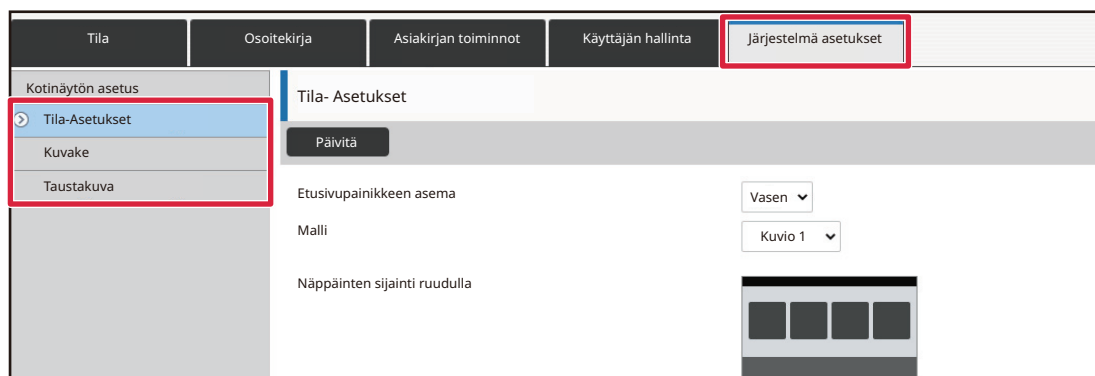 Tila
Osoitekirja
Asiakirjan toiminnot
Käyttäjän hallinta
Järjestelmä asetukset
Kotinäytön asetus
Tila-Asetukset
Kuvake
Taustakuva
Tila- Asetukset
Päivitä
Etusivupainikkeen asema
Vasen
Malli
Kuvio 1
Näppäinten sijainti ruudulla